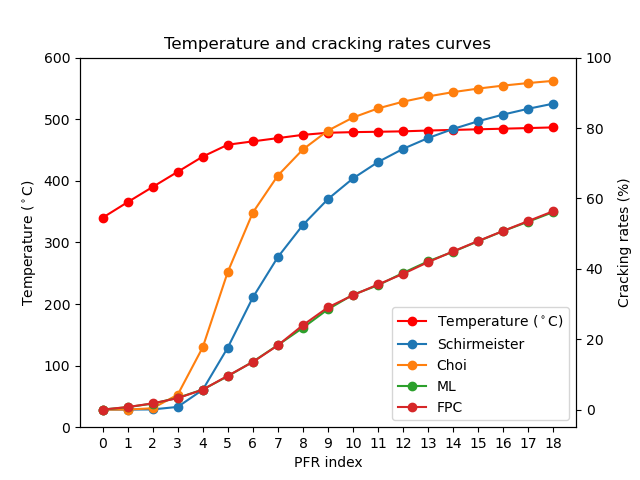 Temperature and cracking rates curves
600
500
400
300
200
100
0
Temperature (°C)
100
80
60
40
20
0
Cracking rates (%)
Temperature (°C)
Schirmeister
Choi
ML
FPC
0 1 2 3 4 5 6 7 8 9 10 11 12 13 14 15 16 17 18
PFR index